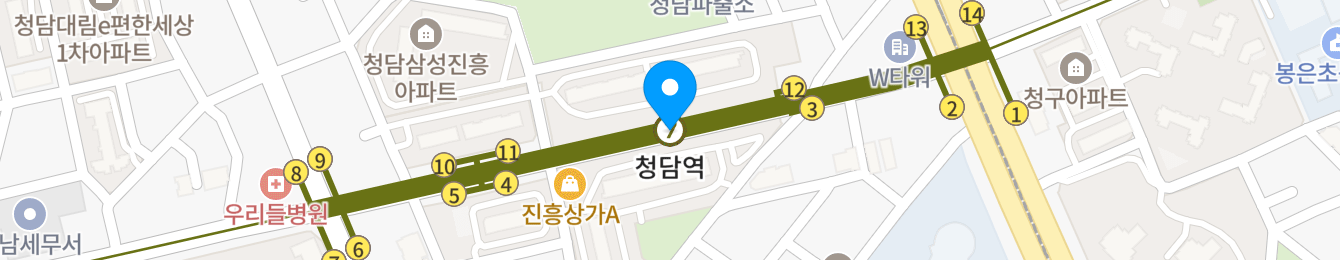 청담대림e편한세상
1차아파트
청담삼성진흥
아파트
청담파출소
13
14
W타워
청구아파트
봉은초
12
3
2
1
7
청담역
10
11
5
4
진흥상가A
8
9
우리들병원
6
7
남세무서